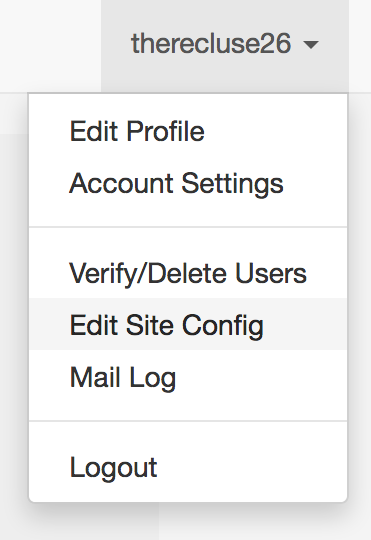 therecluse26
Edit Profile
Account Settings
Verify/Delete Users
Edit Site Config
Mail Log
Logout